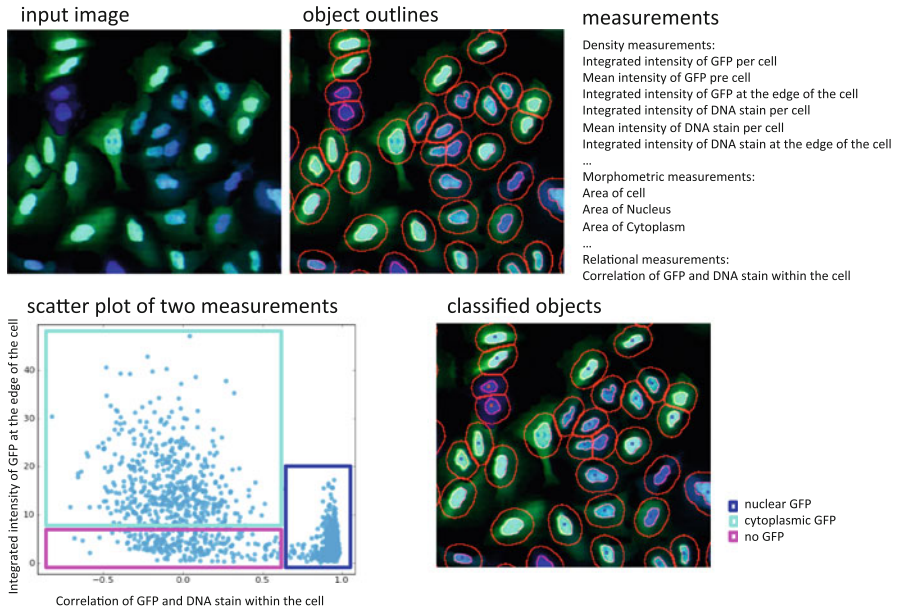 input image
object outlines
measurements
Density measurements:
Integrated intensity of GFP per cell
Mean intensity of GFP pre cell
Integrated intensity of GFP at the edge of the cell
Integrated intensity of DNA stain per cell
Mean intensity of DNA stain per cell
Integrated intensity of DNA stain at the edge of the cell
...
Morphometric measurements:
Area of cell
Area of Nucleus
Area of Cytoplasm
...
Relational measurements:
Correlation of GFP and DNA stain within the cell
scatter plot of two measurements
Integrated intensity of GFP at the edge of the cell
40
30
20
10
0
−0.5 0.0 0.5 1.0
Correlation of GFP and DNA stain within the cell
classified objects
nuclear GFP
cytoplasmic GFP
no GFP